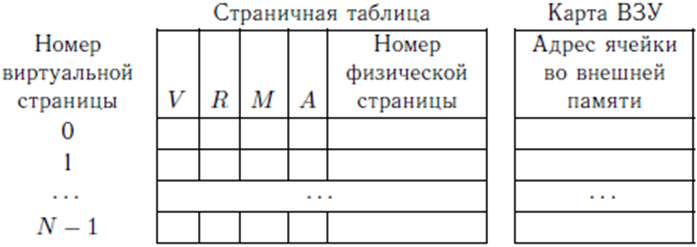 Страничная таблица
Карта ВЗУ
Номер
виртуальной
страницы
V R M A
Номер
физической
страницы
Адрес ячейки
во внешней
памяти
0
1
... ... ...
N − 1